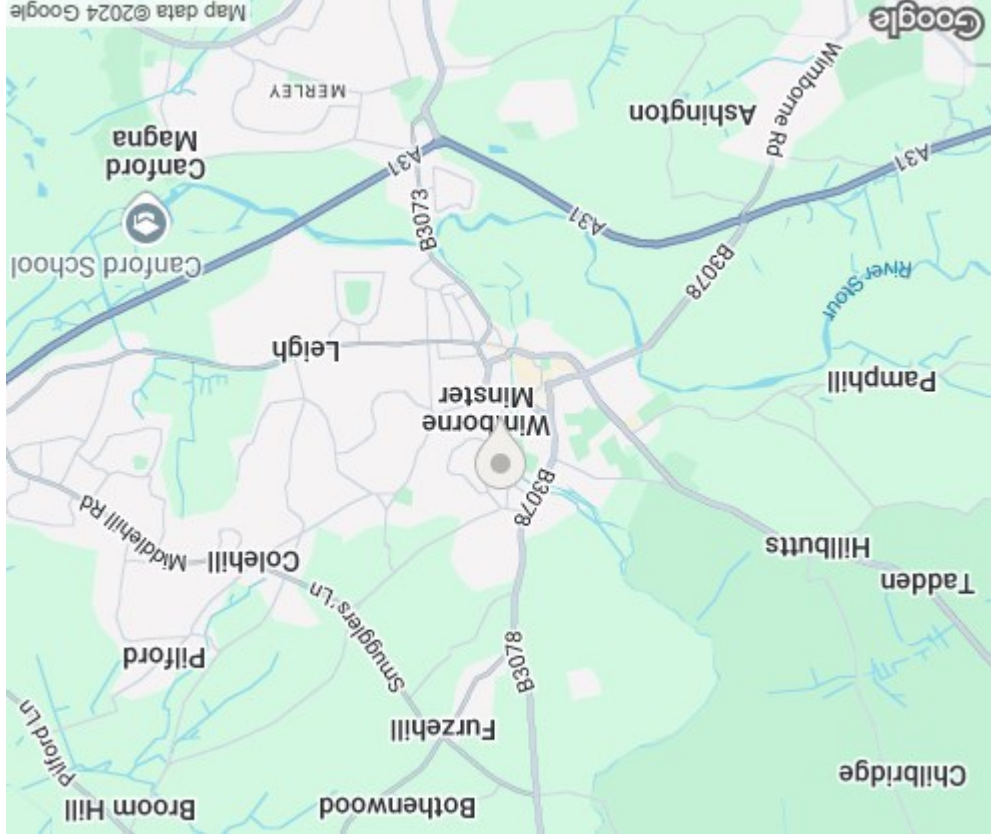 Chilbridge
Bothenwood
Broom Hill
Furzehill
Pilford Ln
B3078
Pilford
Smugglers' Ln
Tadden
Hillbutts
Colehill
Middlehill Rd
B3078
Wimborne
Minster
Pamphill
Leigh
River Stour
B3078
B3073
Canford School
A31
A31
A31
Canford
Magna
Ashington
Wimborne Rd
MERLEY
Google
Map data ©2024 Google